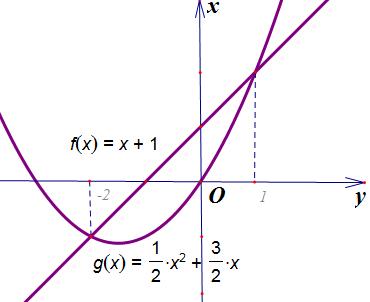 x
f(x) = x + 1
-2
O
1
y
g(x) = 1/2·x² + 3/2·x